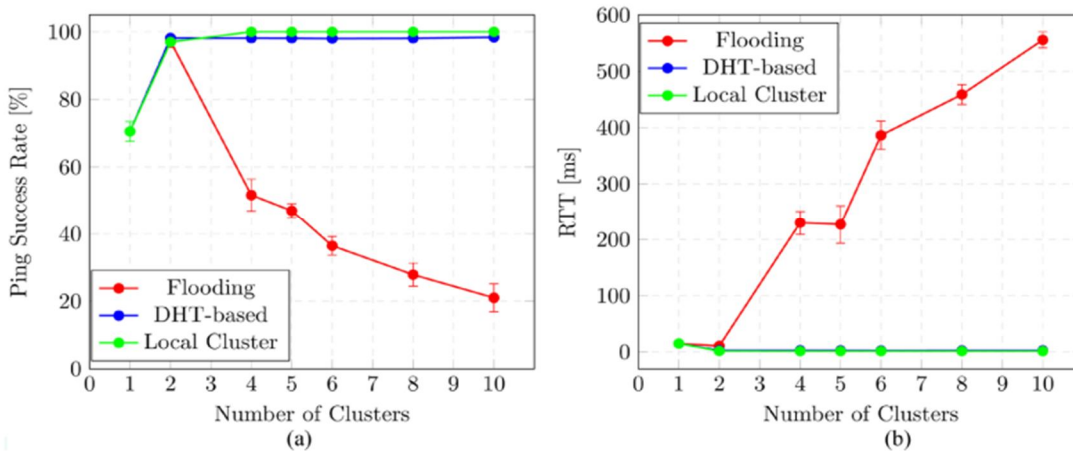 100
80
60
40
20
0
Ping Success Rate [%]
Flooding
DHT-based
Local Cluster
0 1 2 3 4 5 6 7 8 9 10
Number of Clusters
(a)
600
500
400
300
200
100
0
RTT [ms]
Flooding
DHT-based
Local Cluster
0 1 2 3 4 5 6 7 8 9 10
Number of Clusters
(b)